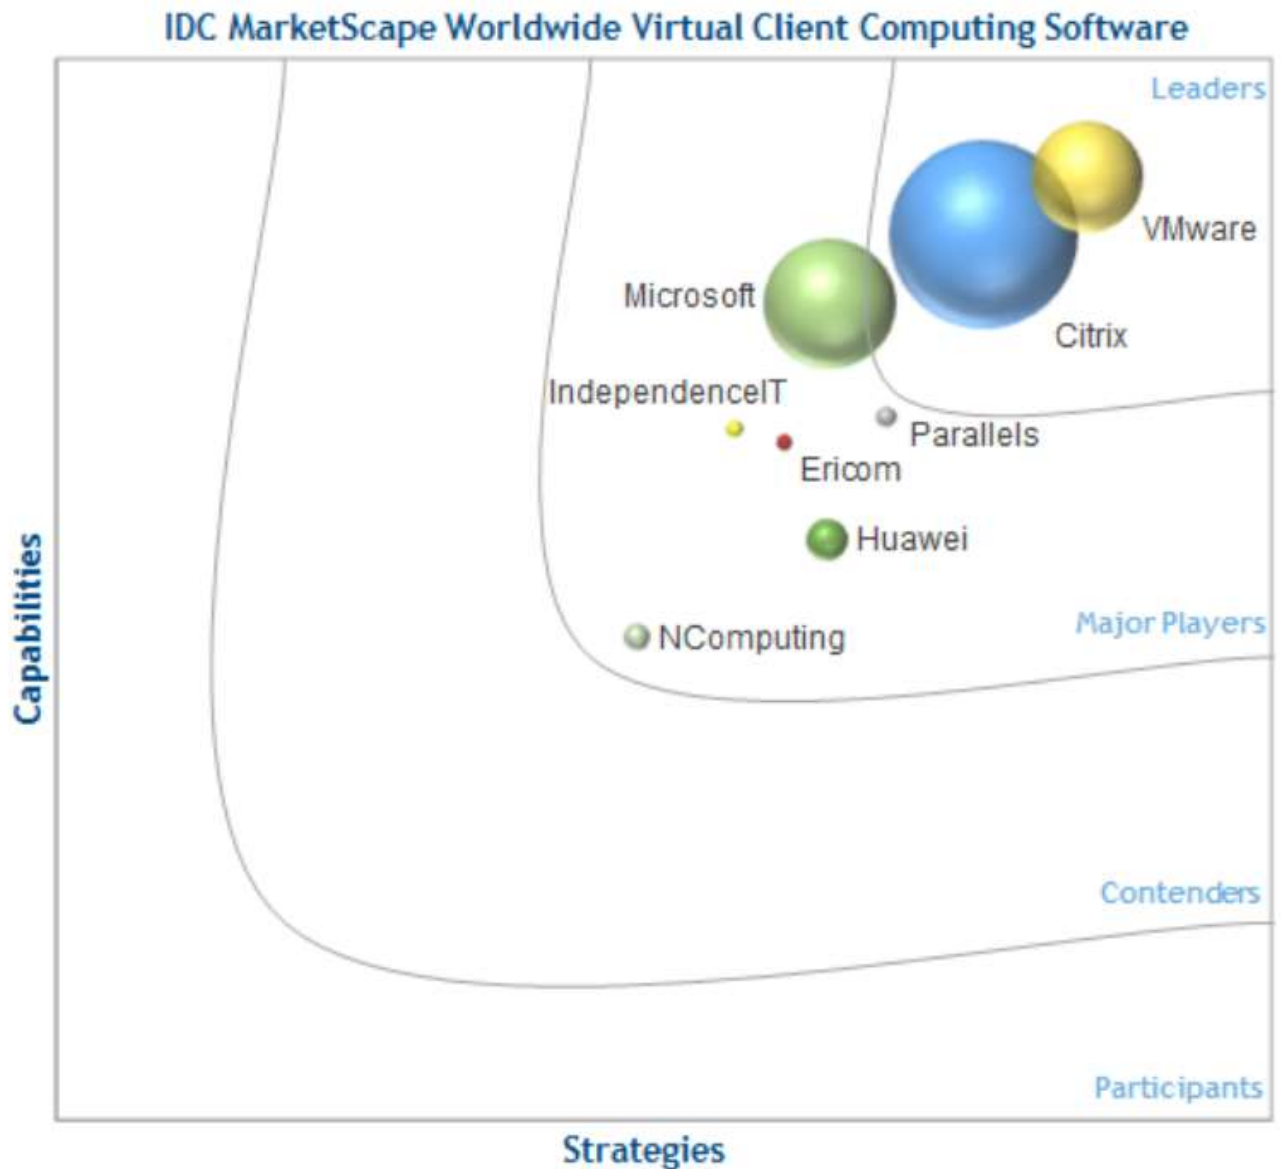 IDC MarketScape Worldwide Virtual Client Computing Software
Leaders
VMware
Microsoft
Citrix
IndependenceIT
Parallels
Ericom
Huawei
Major Players
NComputing
Capabilities
Contenders
Participants
Strategies